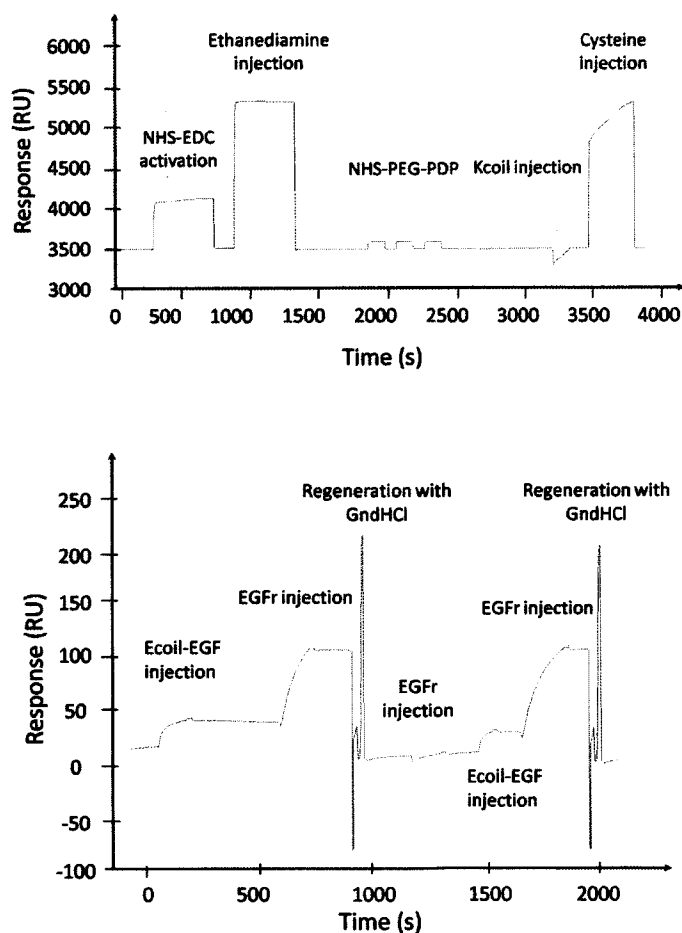 Ethanediamine
injection
Cysteine
injection
NHS-EDC
activation
NHS-PEG-PDP
Kcoil injection
Response (RU)
6000
5500
5000
4500
4000
3500
3000
0
500
1000
1500
2000
2500
3000
3500
4000
Time (s)
Regeneration with
GndHCl
Regeneration with
GndHCl
EGFr injection
EGFr injection
Ecoil-EGF
injection
EGFr
injection
Ecoil-EGF
injection
Response (RU)
250
200
150
100
50
0
-50
-100
0
500
1000
1500
2000
Time (s)